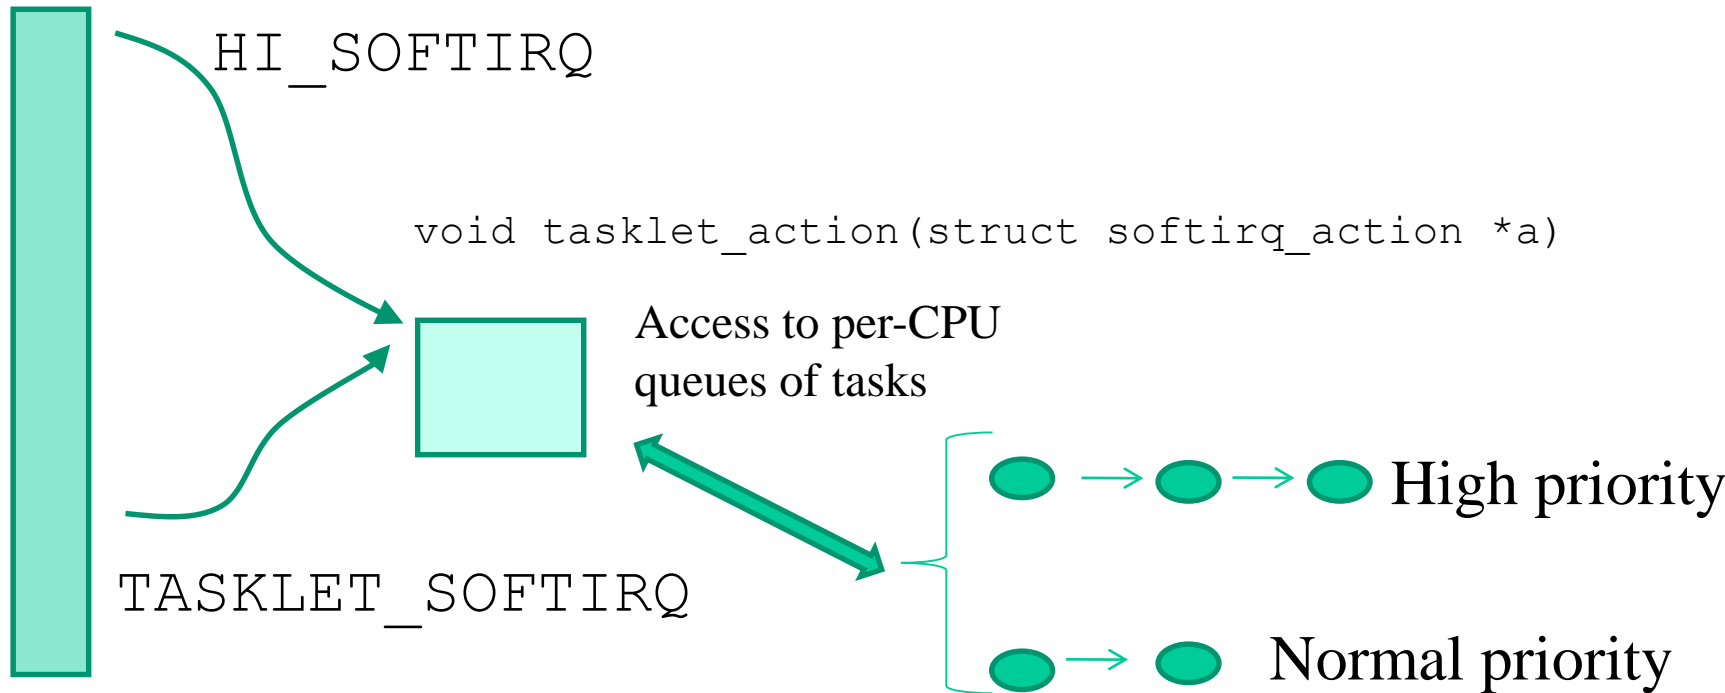 HI_SOFTIRQ
void tasklet_action(struct softirq_action *a)
Access to per-CPU
queues of tasks
High priority
TASKLET_SOFTIRQ
Normal priority